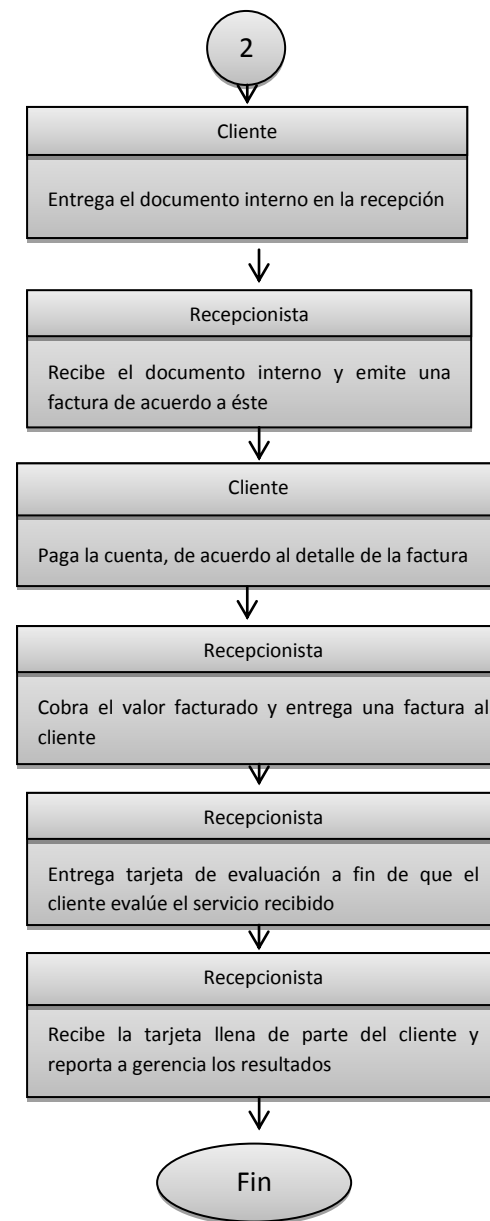 2
Cliente
Entrega el documento interno en la recepción
Recepcionista
Recibe el documento interno y emite una
factura de acuerdo a éste
Cliente
Paga la cuenta, de acuerdo al detalle de la factura
Recepcionista
Cobra el valor facturado y entrega una factura al
cliente
Recepcionista
Entrega tarjeta de evaluación a fin de que el
cliente evalúe el servicio recibido
Recepcionista
Recibe la tarjeta llena de parte del cliente y
reporta a gerencia los resultados
Fin